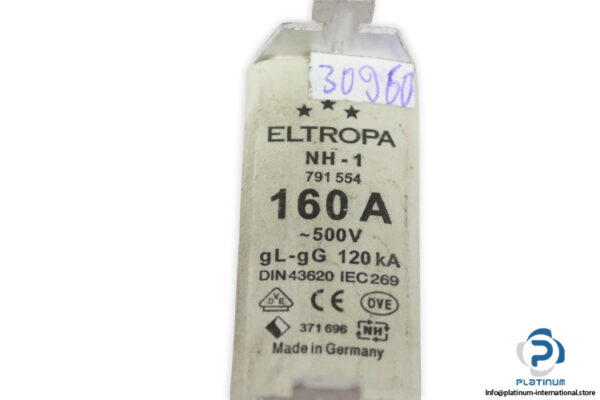 30960
ELTROPA
NH-1
791 554
160 A
~500V
gL-gG 120 kA
DIN 43620 IEC 269
DVE CE ÖVE
371 696 NH
Made in Germany
PLATINUM
Info@platinum-international.store